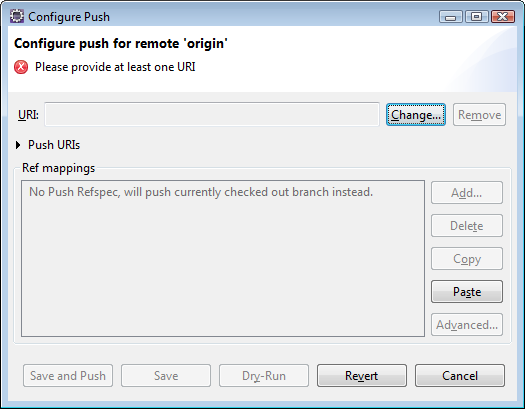 Configure Push
Configure push for remote 'origin'
Please provide at least one URI
URI:
Change...
Remove
Push URIs
Ref mappings
No Push Refspec, will push currently checked out branch instead.
Add...
Delete
Copy
Paste
Advanced...
Save and Push
Save
Dry-Run
Revert
Cancel